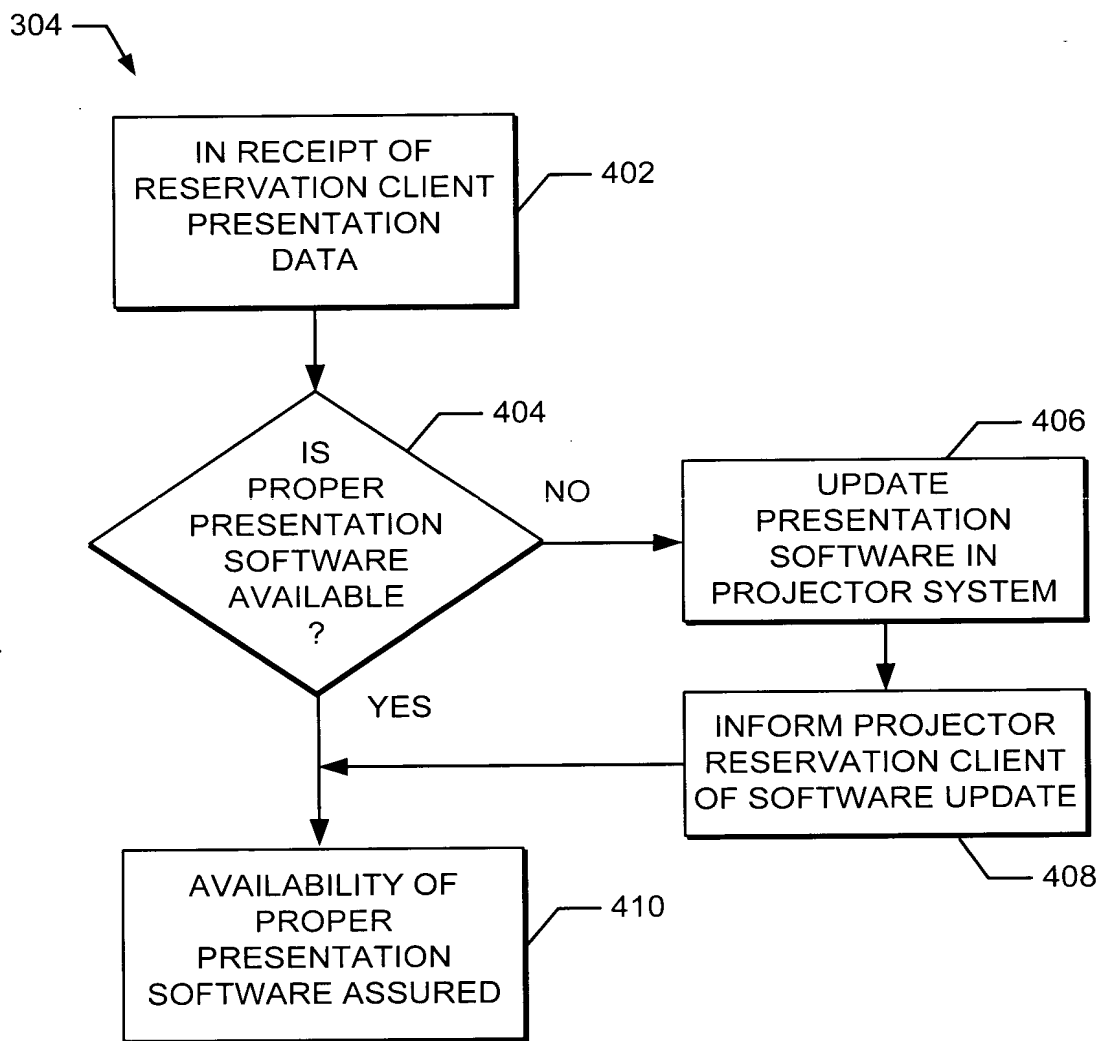 304
IN RECEIPT OF
RESERVATION CLIENT
PRESENTATION
DATA
402
IS
PROPER
PRESENTATION
SOFTWARE
AVAILABLE
?
404
NO
YES
UPDATE
PRESENTATION
SOFTWARE IN
PROJECTOR SYSTEM
406
INFORM PROJECTOR
RESERVATION CLIENT
OF SOFTWARE UPDATE
408
AVAILABILITY OF
PROPER
PRESENTATION
SOFTWARE ASSURED
410